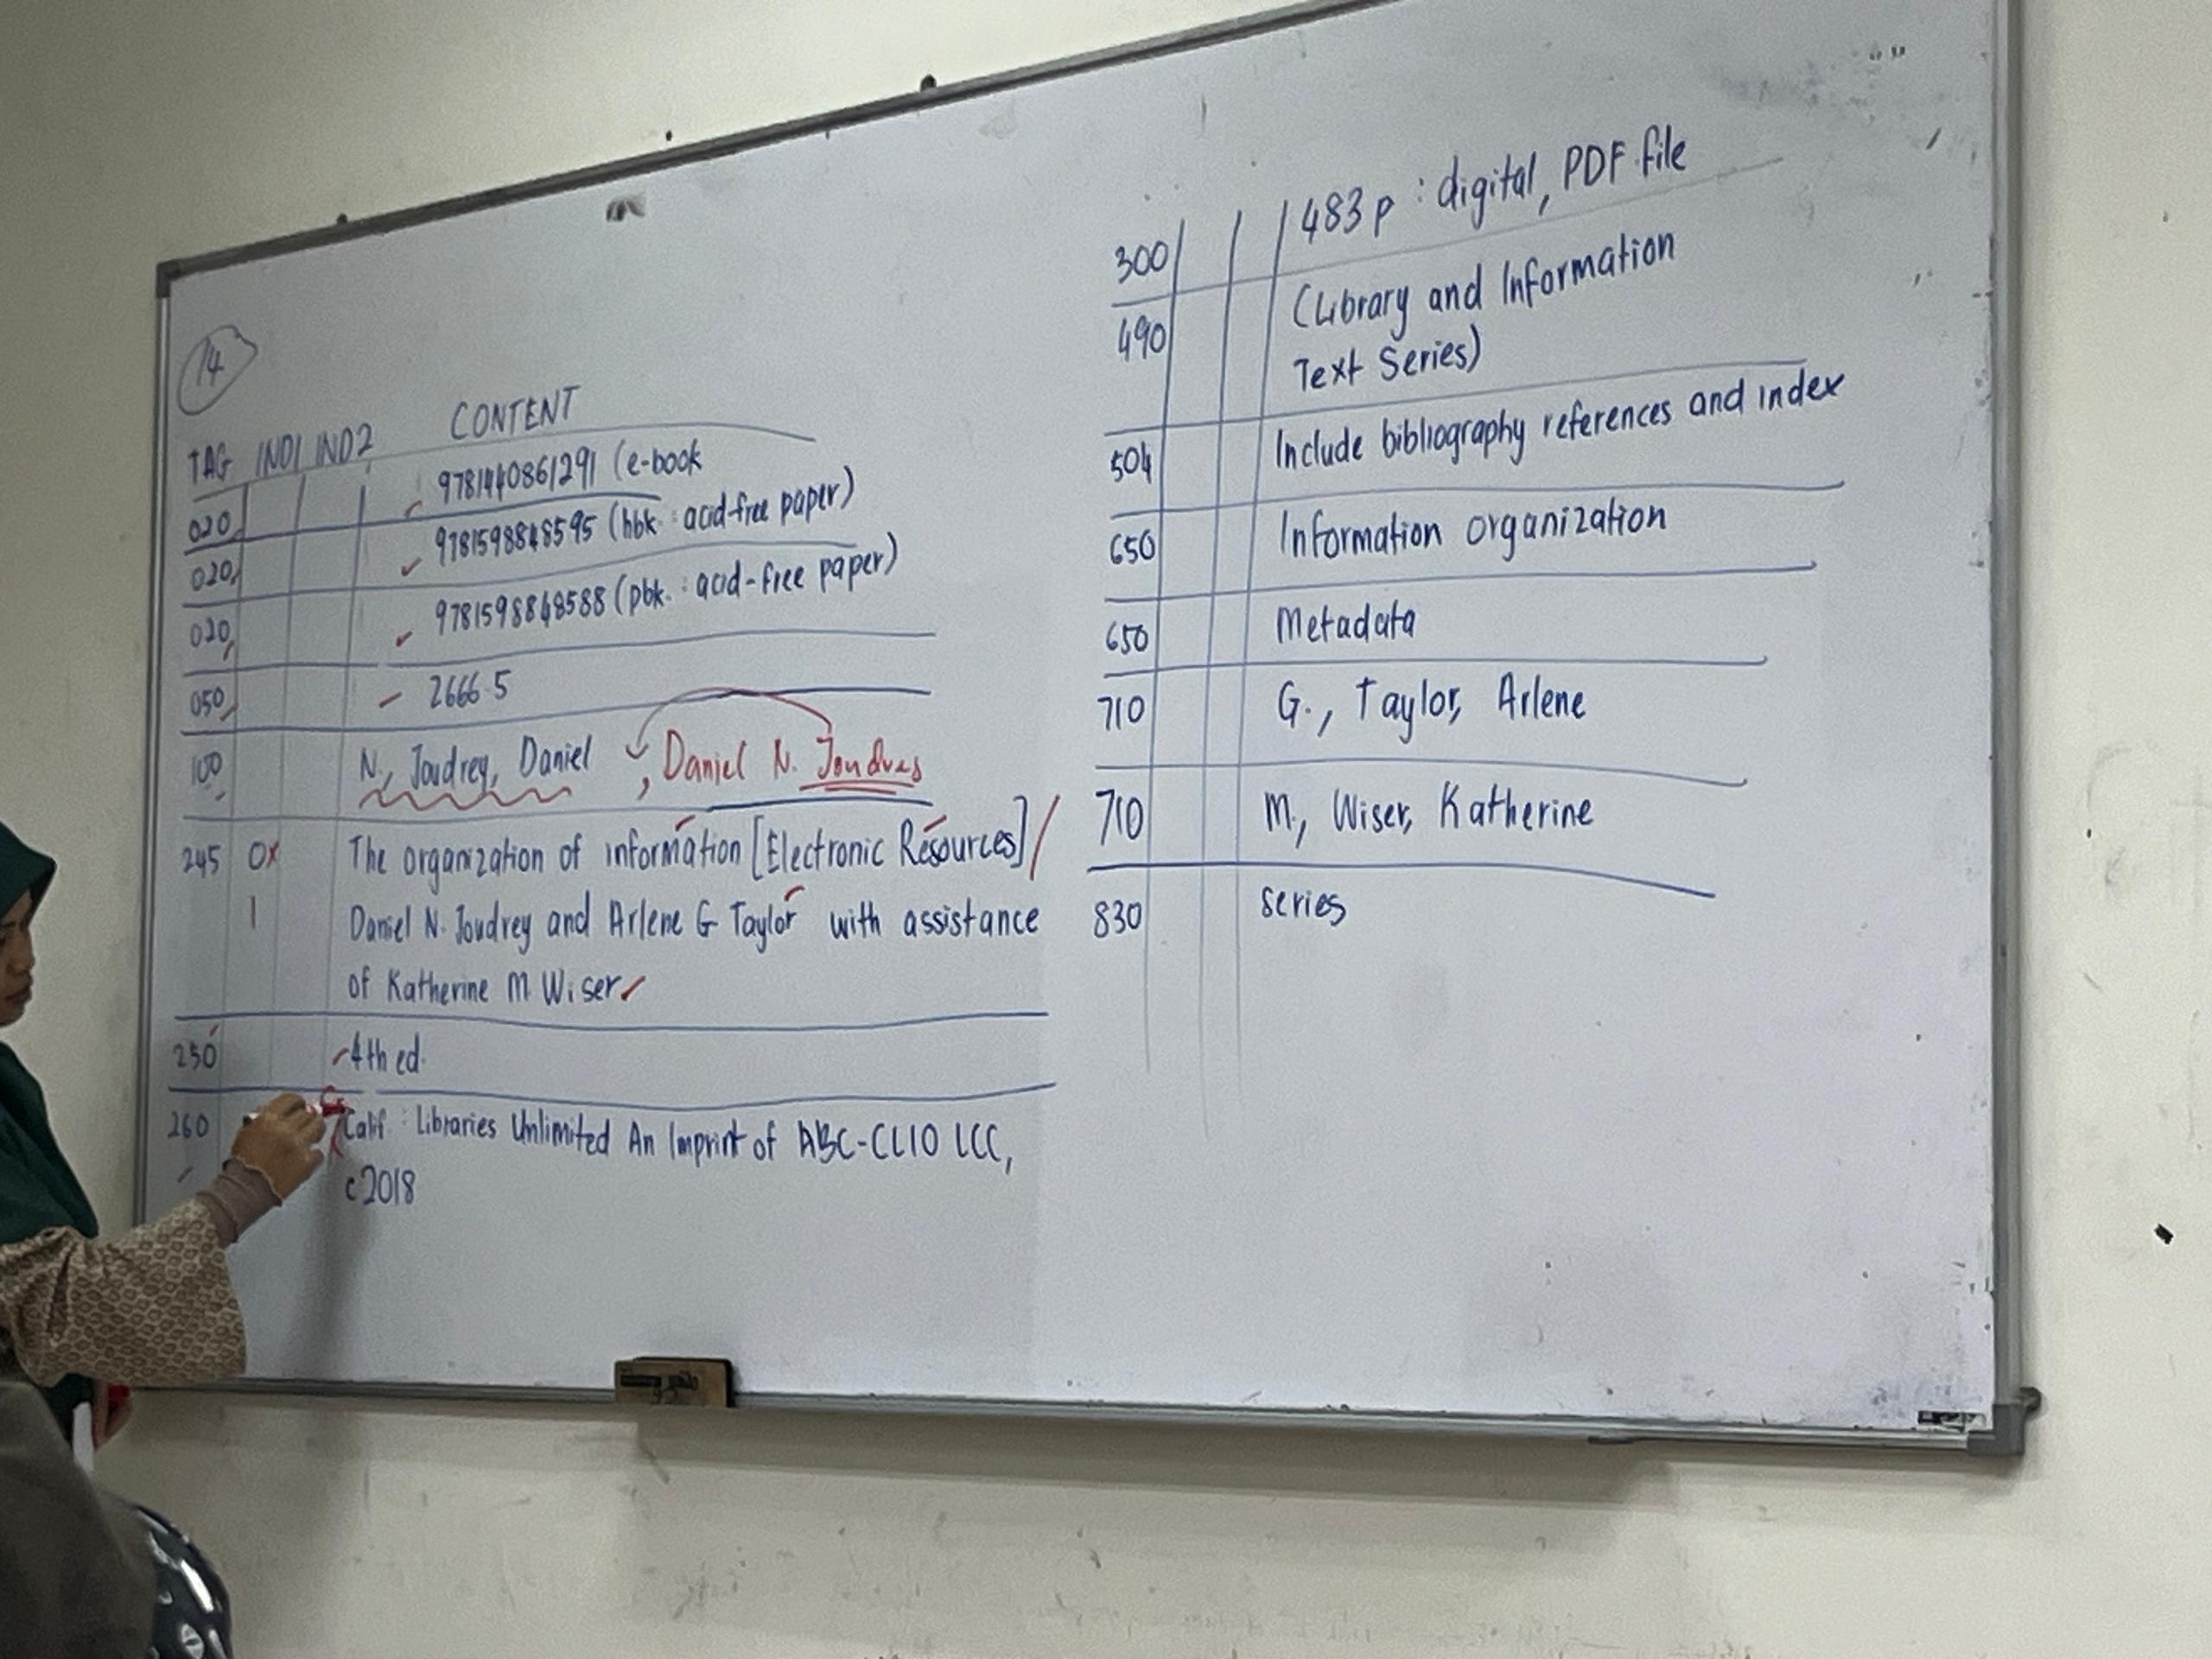 14
TAG IND1 IND2 CONTENT
020 9781440861291 (e-book
020 9781598848595 (hbk : acid-free paper)
020 9781598848588 (pbk. : acid-free paper)
050 2666.5
100 N., Joudrey, Daniel , Daniel N. Joudres
245 0x The organization of information [Electronic Resources] /
1 Daniel N. Joudrey and Arlene G Taylor with assistance
of Katherine M. Wiser
250 4th ed.
260 Calif. : Libraries Unlimited An Imprint of ABC-CLIO LCC,
c2018
300 483 p : digital, PDF file
490 (Library and Information
Text Series)
504 Include bibliography references and index
650 Information organization
650 Metadata
710 G., Taylor, Arlene
710 M., Wiser, Katherine
830 series